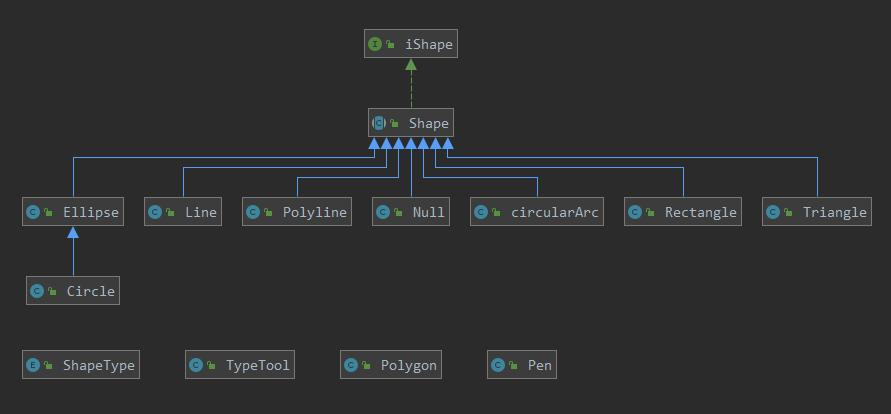 I iShape
C Shape
C Ellipse
C Line
C Polyline
C Null
C circularArc
C Rectangle
C Triangle
C Circle
E ShapeType
C TypeTool
C Polygon
C Pen